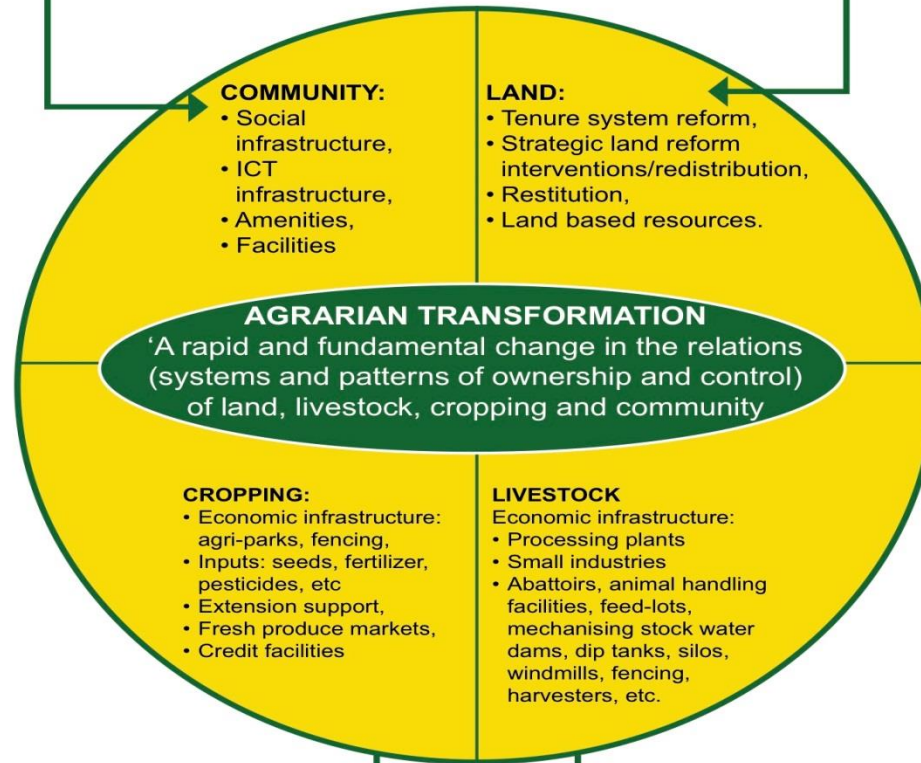 COMMUNITY:
• Social
infrastructure,
• ICT
infrastructure,
• Amenities,
• Facilities
LAND:
• Tenure system reform,
• Strategic land reform
interventions/redistribution,
• Restitution,
• Land based resources.
AGRARIAN TRANSFORMATION
‘A rapid and fundamental change in the relations
(systems and patterns of ownership and control)
of land, livestock, cropping and community
CROPPING:
• Economic infrastructure:
agri-parks, fencing,
• Inputs: seeds, fertilizer,
pesticides, etc
• Extension support,
• Fresh produce markets,
• Credit facilities
LIVESTOCK
Economic infrastructure:
• Processing plants
• Small industries
• Abattoirs, animal handling
facilities, feed-lots,
mechanising stock water
dams, dip tanks, silos,
windmills, fencing,
harvesters, etc.